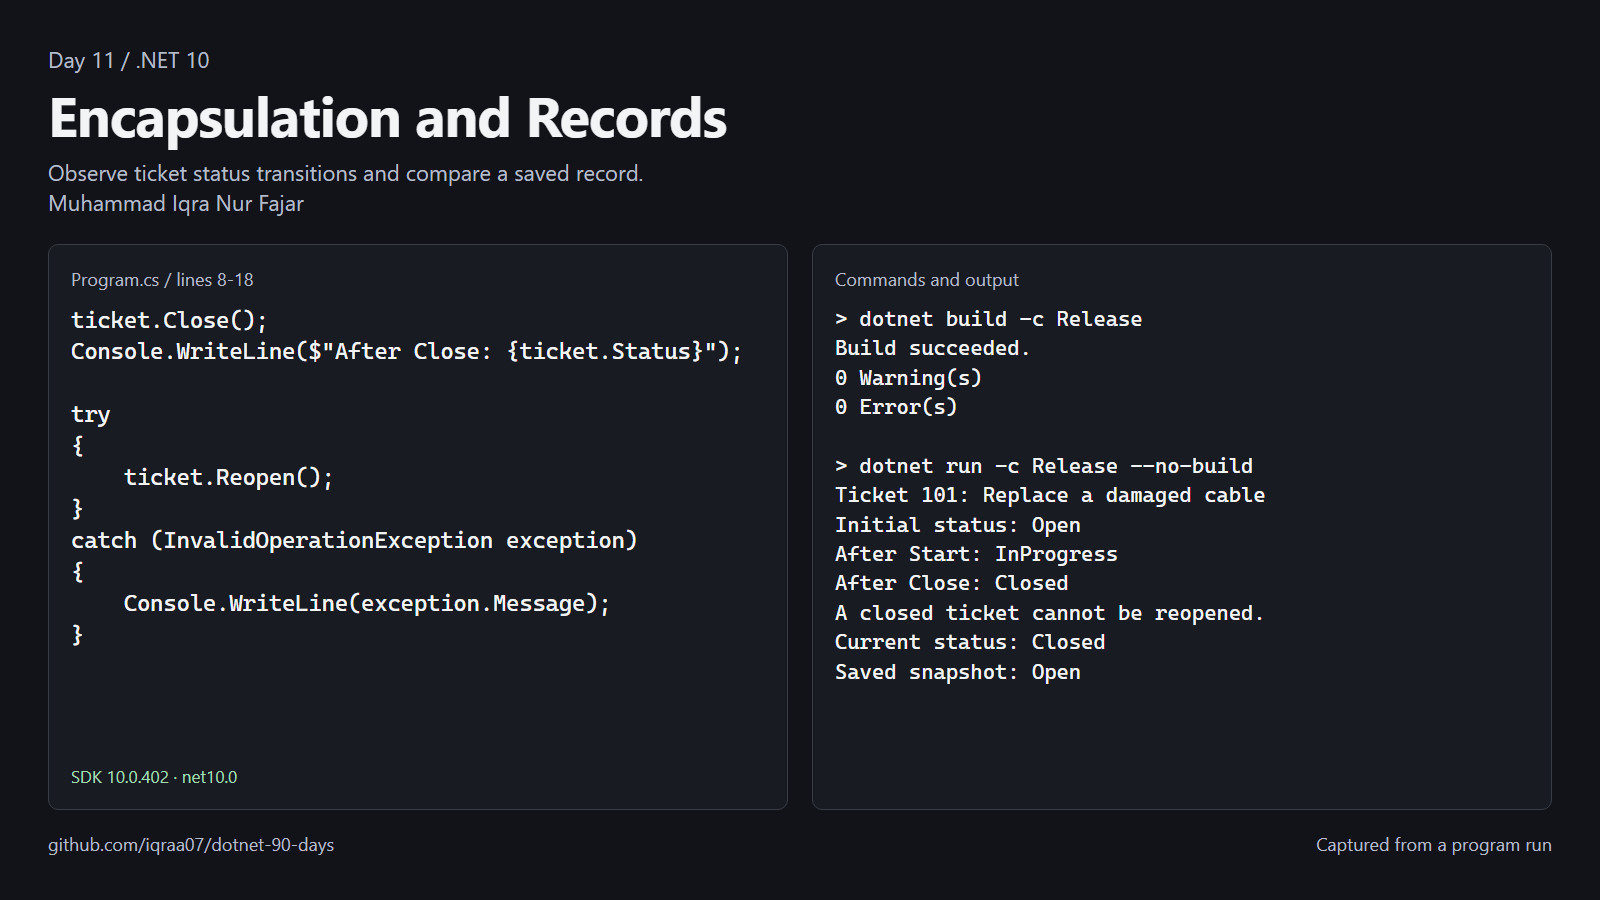 Day 11 / .NET 10
Encapsulation and Records
Observe ticket status transitions and compare a saved record.
Muhammad Iqra Nur Fajar
Program.cs / lines 8-18
ticket.Close();
Console.WriteLine($"After Close: {ticket.Status}");
try
{
    ticket.Reopen();
}
catch (InvalidOperationException exception)
{
    Console.WriteLine(exception.Message);
}
SDK 10.0.402 · net10.0
Commands and output
> dotnet build -c Release
Build succeeded.
0 Warning(s)
0 Error(s)
> dotnet run -c Release --no-build
Ticket 101: Replace a damaged cable
Initial status: Open
After Start: InProgress
After Close: Closed
A closed ticket cannot be reopened.
Current status: Closed
Saved snapshot: Open
github.com/iqraa07/dotnet-90-days
Captured from a program run